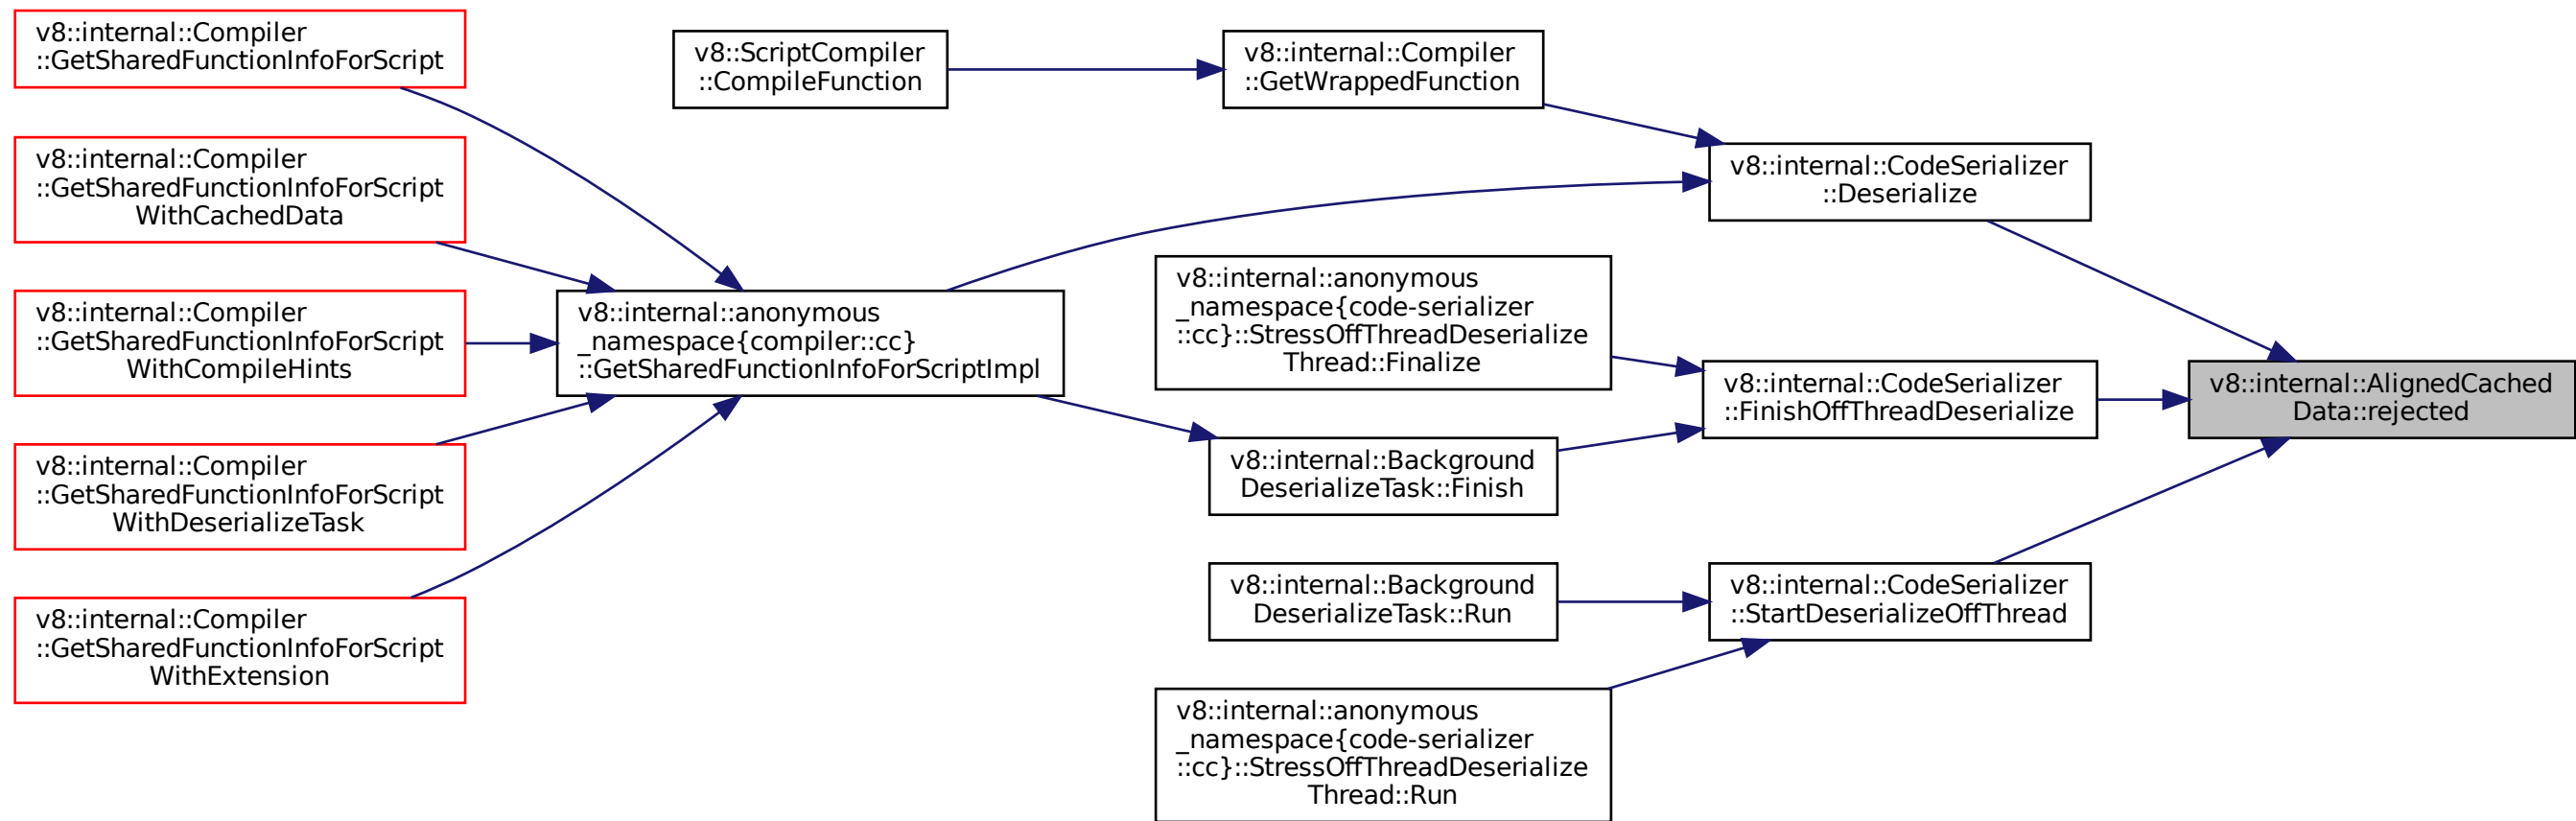 v8::internal::Compiler
::GetSharedFunctionInfoForScript
v8::internal::Compiler
::GetSharedFunctionInfoForScript
WithCachedData
v8::internal::Compiler
::GetSharedFunctionInfoForScript
WithCompileHints
v8::internal::Compiler
::GetSharedFunctionInfoForScript
WithDeserializeTask
v8::internal::Compiler
::GetSharedFunctionInfoForScript
WithExtension
v8::ScriptCompiler
::CompileFunction
v8::internal::anonymous
_namespace{compiler::cc}
::GetSharedFunctionInfoForScriptImpl
v8::internal::Compiler
::GetWrappedFunction
v8::internal::anonymous
_namespace{code-serializer
::cc}::StressOffThreadDeserialize
Thread::Finalize
v8::internal::Background
DeserializeTask::Finish
v8::internal::Background
DeserializeTask::Run
v8::internal::anonymous
_namespace{code-serializer
::cc}::StressOffThreadDeserialize
Thread::Run
v8::internal::CodeSerializer
::Deserialize
v8::internal::CodeSerializer
::FinishOffThreadDeserialize
v8::internal::CodeSerializer
::StartDeserializeOffThread
v8::internal::AlignedCached
Data::rejected